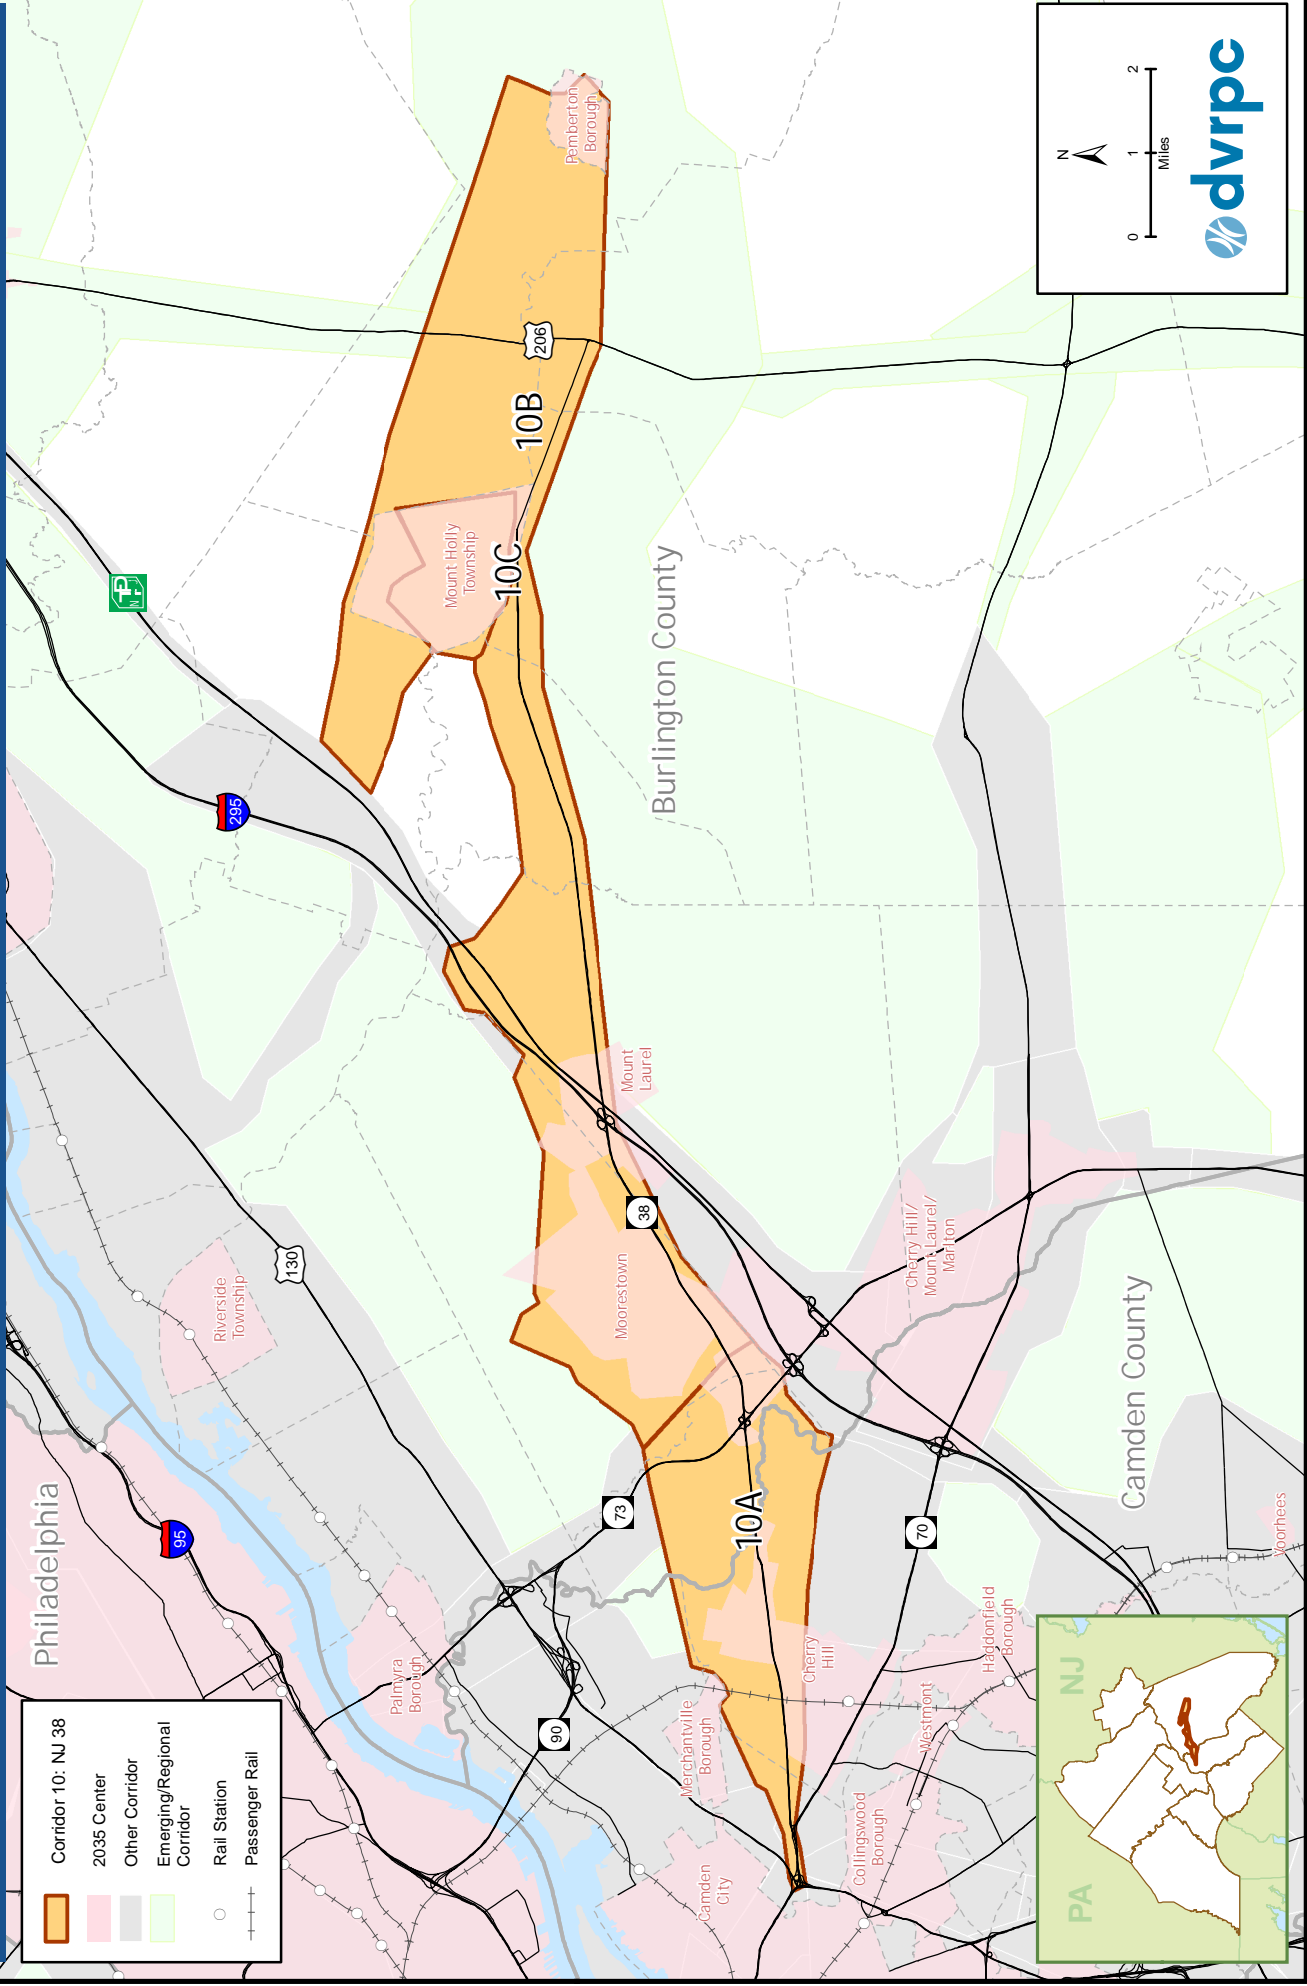 Corridor 10: NJ 38
2035 Center
Other Corridor
Emerging/Regional
Corridor
Rail Station
Passenger Rail
Philadelphia
95
130
295
NJ
TP
Riverside
Township
Palmyra
Borough
90
73
Merchantville
Borough
Camden
City
Collingswood
Borough
Westmont
Cherry
Hill
Haddonfield
Borough
Voorhees
70
10A
Moorestown
38
Mount
Laurel
Cherry Hill/
Mount Laurel/
Marlton
Camden County
Burlington County
Mount Holly
Township
10C
10B
206
Pemberton
Borough
N
0 1 2
Miles
dvrpc
PA
NJ